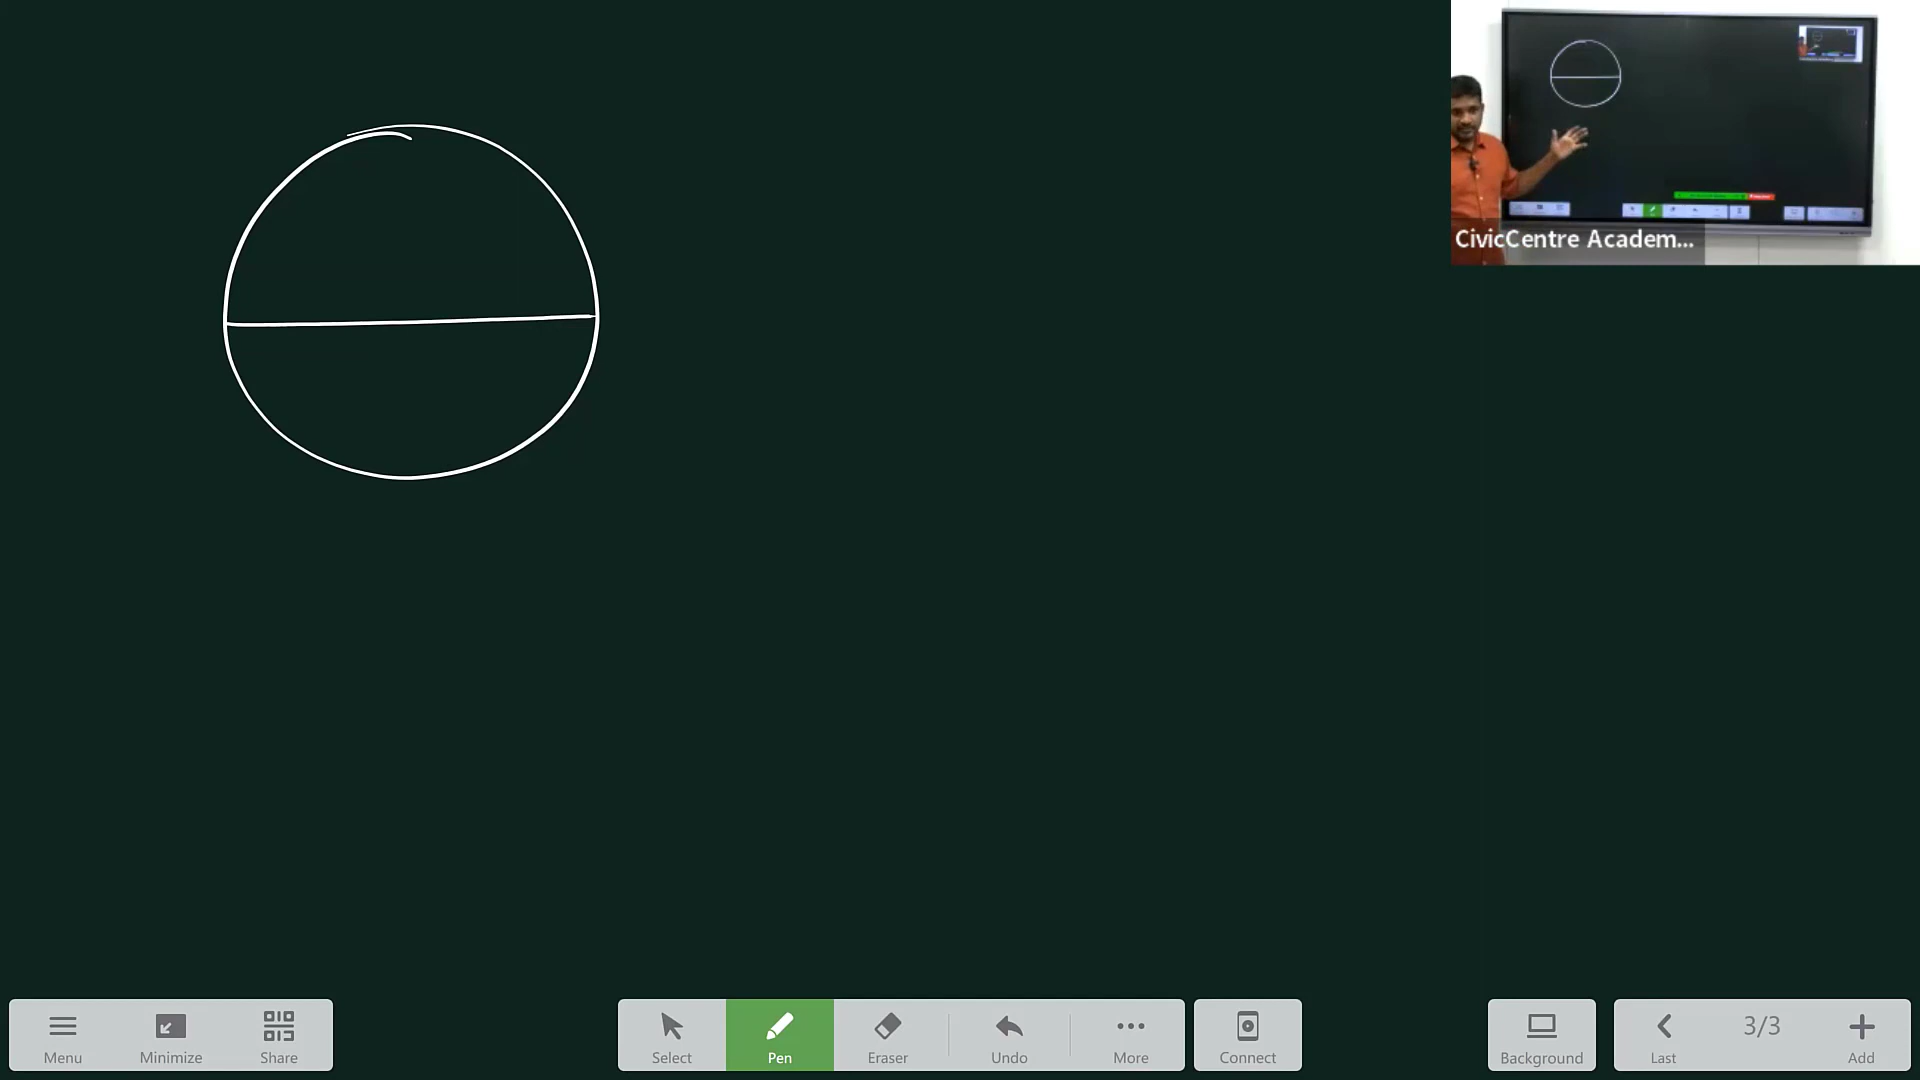 CivicCentre Academ...
Menu
Minimize
Share
Select
Pen
Eraser
Undo
More
Connect
Background
Last
3/3
Add